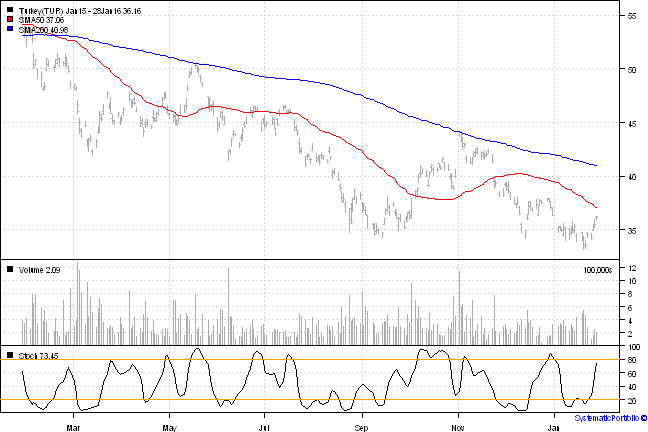 Turkey(TUR) Jan15 - 28Jan16 36.16
SMA50 37.06
SMA200 40.98
55
50
45
40
35
Volume 2.09
100,000s
12
10
8
6
4
2
Stoch 73.45
100
80
60
40
20
Mar May Jul Sep Nov Jan
SystematicPortfolio ©